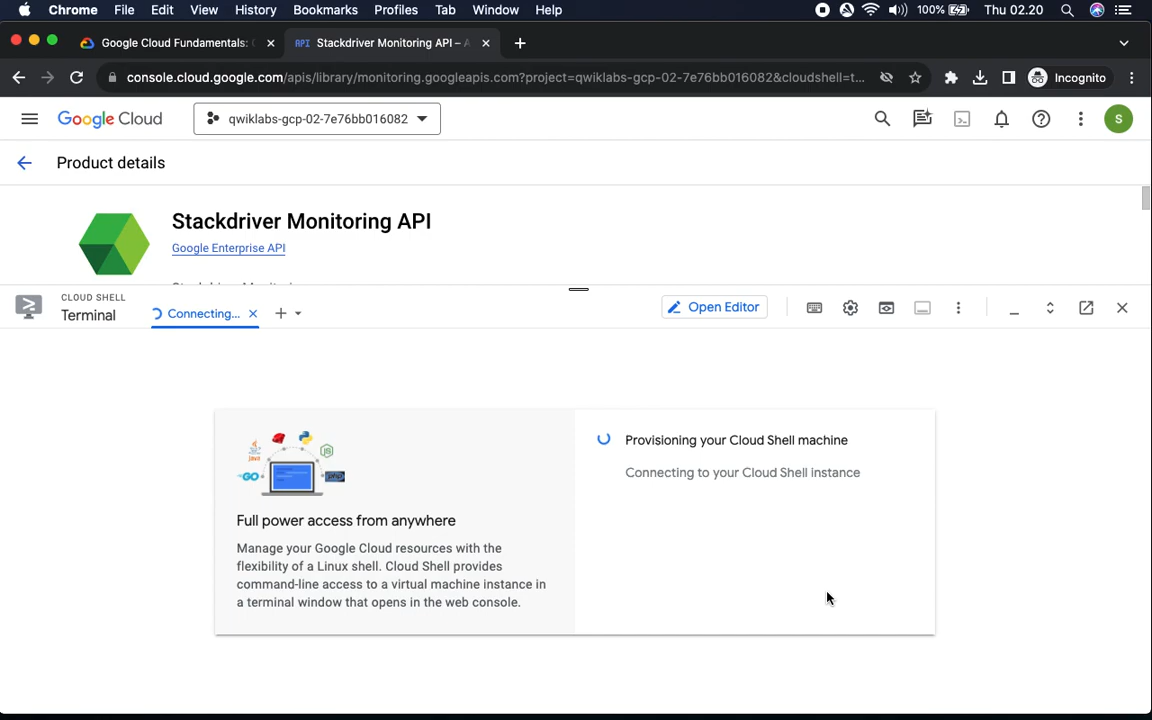 Chrome File Edit View History Bookmarks Profiles Tab Window Help 100% Thu 02.20
Google Cloud Fundamentals: API Stackdriver Monitoring API –
console.cloud.google.com/apis/library/monitoring.googleapis.com?project=qwiklabs-gcp-02-7e76bb016082&cloudshell=t... Incognito
Google Cloud qwiklabs-gcp-02-7e76bb016082 S
Product details
Stackdriver Monitoring API
Google Enterprise API
CLOUD SHELL
Terminal Connecting... Open Editor
Provisioning your Cloud Shell machine
Connecting to your Cloud Shell instance
Java
JS
GO
php
Full power access from anywhere
Manage your Google Cloud resources with the
flexibility of a Linux shell. Cloud Shell provides
command-line access to a virtual machine instance in
a terminal window that opens in the web console.